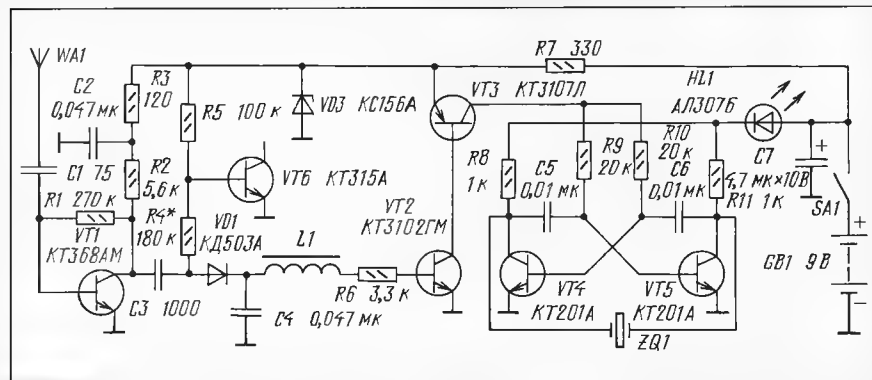 WA1
C2
0,047 мк
R3
120
R5 100 к
VD3 КС156А
R7 330
VT3 КТ3107Л
HL1
АЛ307Б
C1 75
R2
5,6 к
R1 270 к
VT1
КТ368АМ
R4*
180 к
VT6 КТ315А
VD1
КД503А
L1
VT2
КТ3102ГМ
R8
1 к
C5
0,01 мк
R9
20 к
R10
20 к
C6
0,01 мк
C7
4,7 мк×10В
R11 1 к
+
SA1
C3 1000
C4 0,047 мк
R6 3,3 к
VT4
КТ201А
VT5
КТ201А
ZQ1
+
GB1 9 В
−